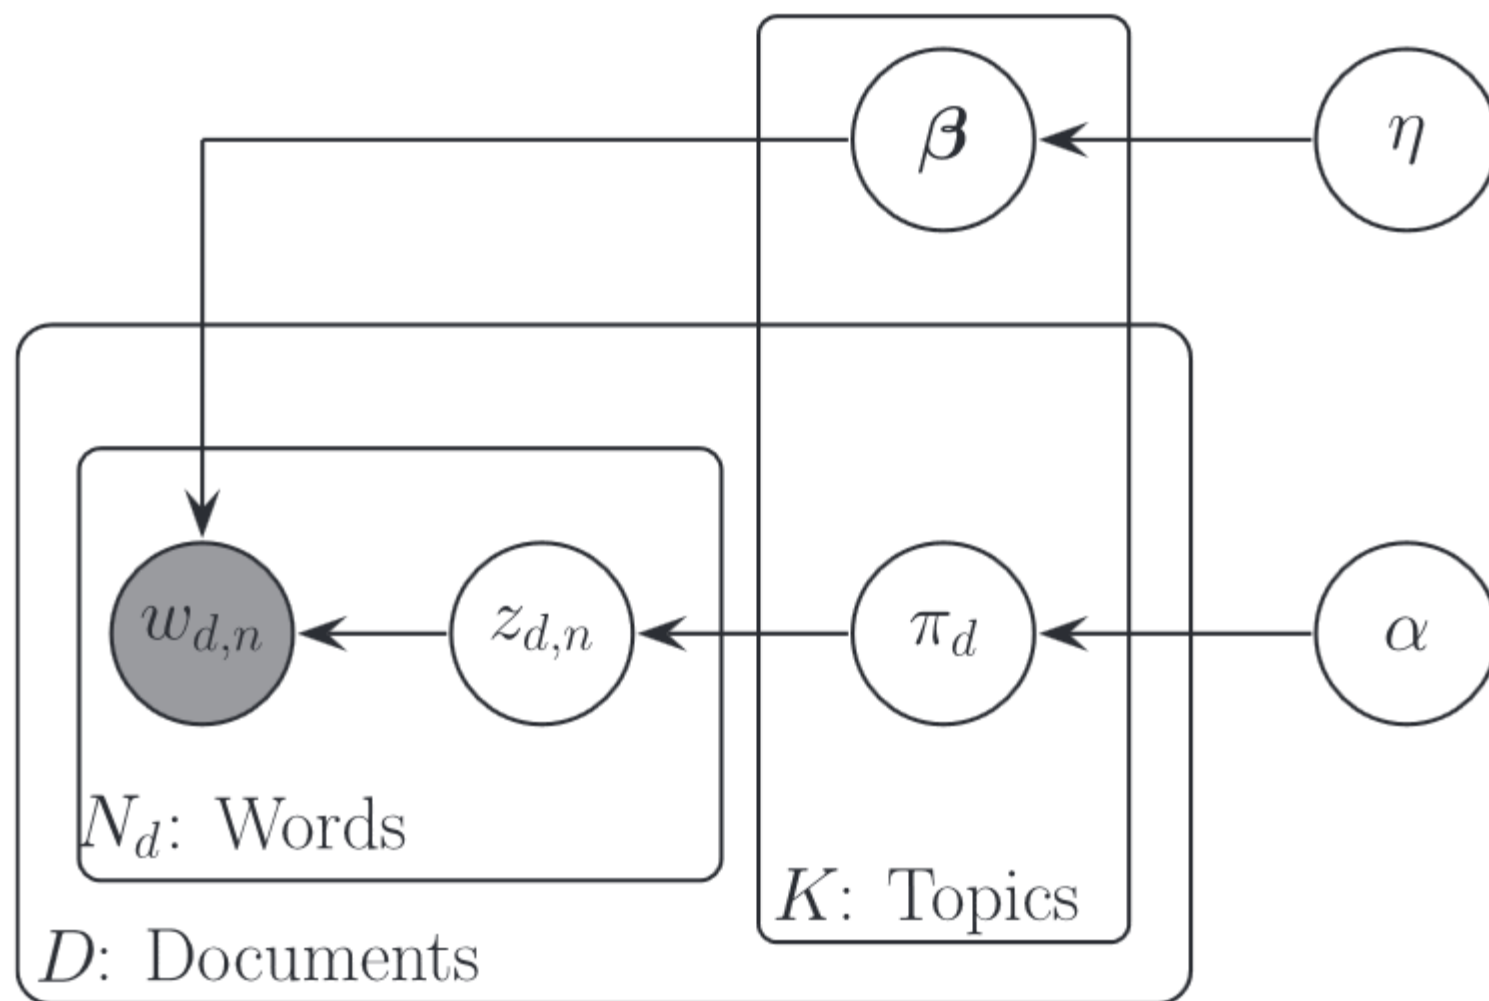 β
η
w_{d,n}
z_{d,n}
π_d
α
N_d: Words
K: Topics
D: Documents